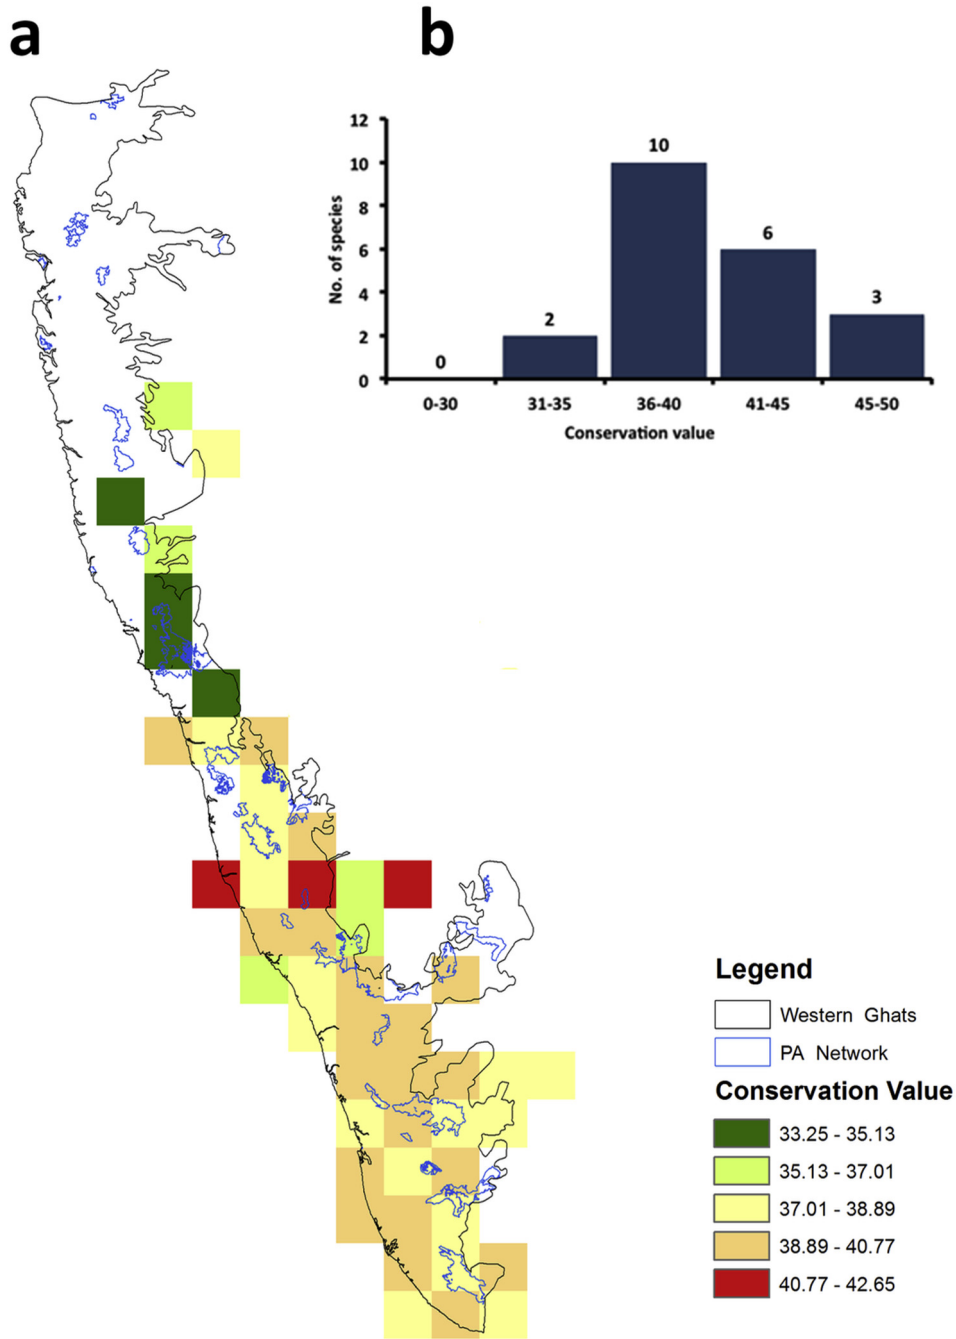 a
b
12
10
8
6
4
2
0
No. of species
0
2
10
6
3
0-30 31-35 36-40 41-45 45-50
Conservation value
Legend
Western Ghats
PA Network
Conservation Value
33.25 - 35.13
35.13 - 37.01
37.01 - 38.89
38.89 - 40.77
40.77 - 42.65